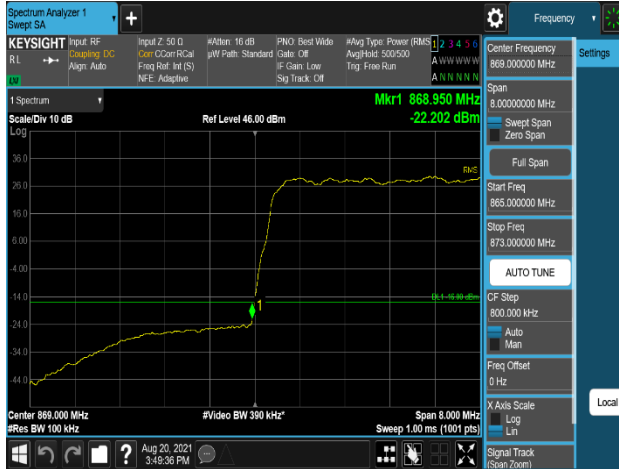 Spectrum Analyzer 1
Swept SA
Frequency
KEYSIGHT
RL
Input: RF
Coupling: DC
Align: Auto
Input Z: 50 Ω
Corr CCorr RCal
Freq Ref: Int (S)
NFE: Adaptive
#Atten: 16 dB
µW Path: Standard
PNO: Best Wide
Gate: Off
IF Gain: Low
Sig Track: Off
#Avg Type: Power (RMS
Avg|Hold: 500/500
Trig: Free Run
1 2 3 4 5 6
A W W W W W
A N N N N N
1 Spectrum
Scale/Div 10 dB
Ref Level 46.00 dBm
Mkr1 868.950 MHz
-22.202 dBm
Log
36.0
26.0
16.0
6.00
-4.00
-14.0
-24.0
-34.0
-44.0
RMS
1
Center 869.000 MHz
#Res BW 100 kHz
#Video BW 390 kHz*
Span 8.000 MHz
Sweep 1.00 ms (1001 pts)
Center Frequency
869.000000 MHz
Settings
Span
8.00000000 MHz
Swept Span
Zero Span
Full Span
Start Freq
865.000000 MHz
Stop Freq
873.000000 MHz
AUTO TUNE
CF Step
800.000 kHz
Auto
Man
Freq Offset
0 Hz
X Axis Scale
Log
Lin
Local
Signal Track
(Span Zoom)
?
Aug 20, 2021
3:49:36 PM